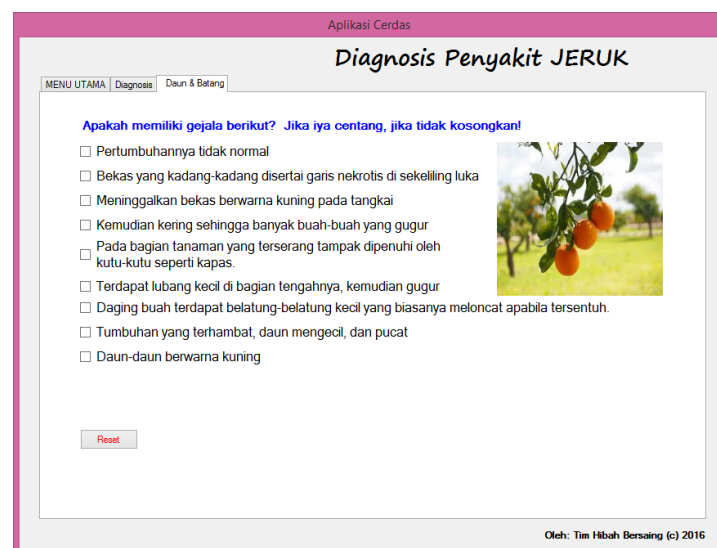 Aplikasi Cerdas
Diagnosis Penyakit JERUK
MENU UTAMA Diagnosis Daun & Batang
Apakah memiliki gejala berikut? Jika iya centang, jika tidak kosongkan!
Pertumbuhannya tidak normal
Bekas yang kadang-kadang disertai garis nekrotis di sekeliling luka
Meninggalkan bekas berwarna kuning pada tangkai
Kemudian kering sehingga banyak buah-buah yang gugur
Pada bagian tanaman yang terserang tampak dipenuhi oleh
kutu-kutu seperti kapas.
Terdapat lubang kecil di bagian tengahnya, kemudian gugur
Daging buah terdapat belatung-belatung kecil yang biasanya meloncat apabila tersentuh.
Tumbuhan yang terhambat, daun mengecil, dan pucat
Daun-daun berwarna kuning
Reset
Oleh: Tim Hibah Bersaing (c) 2016